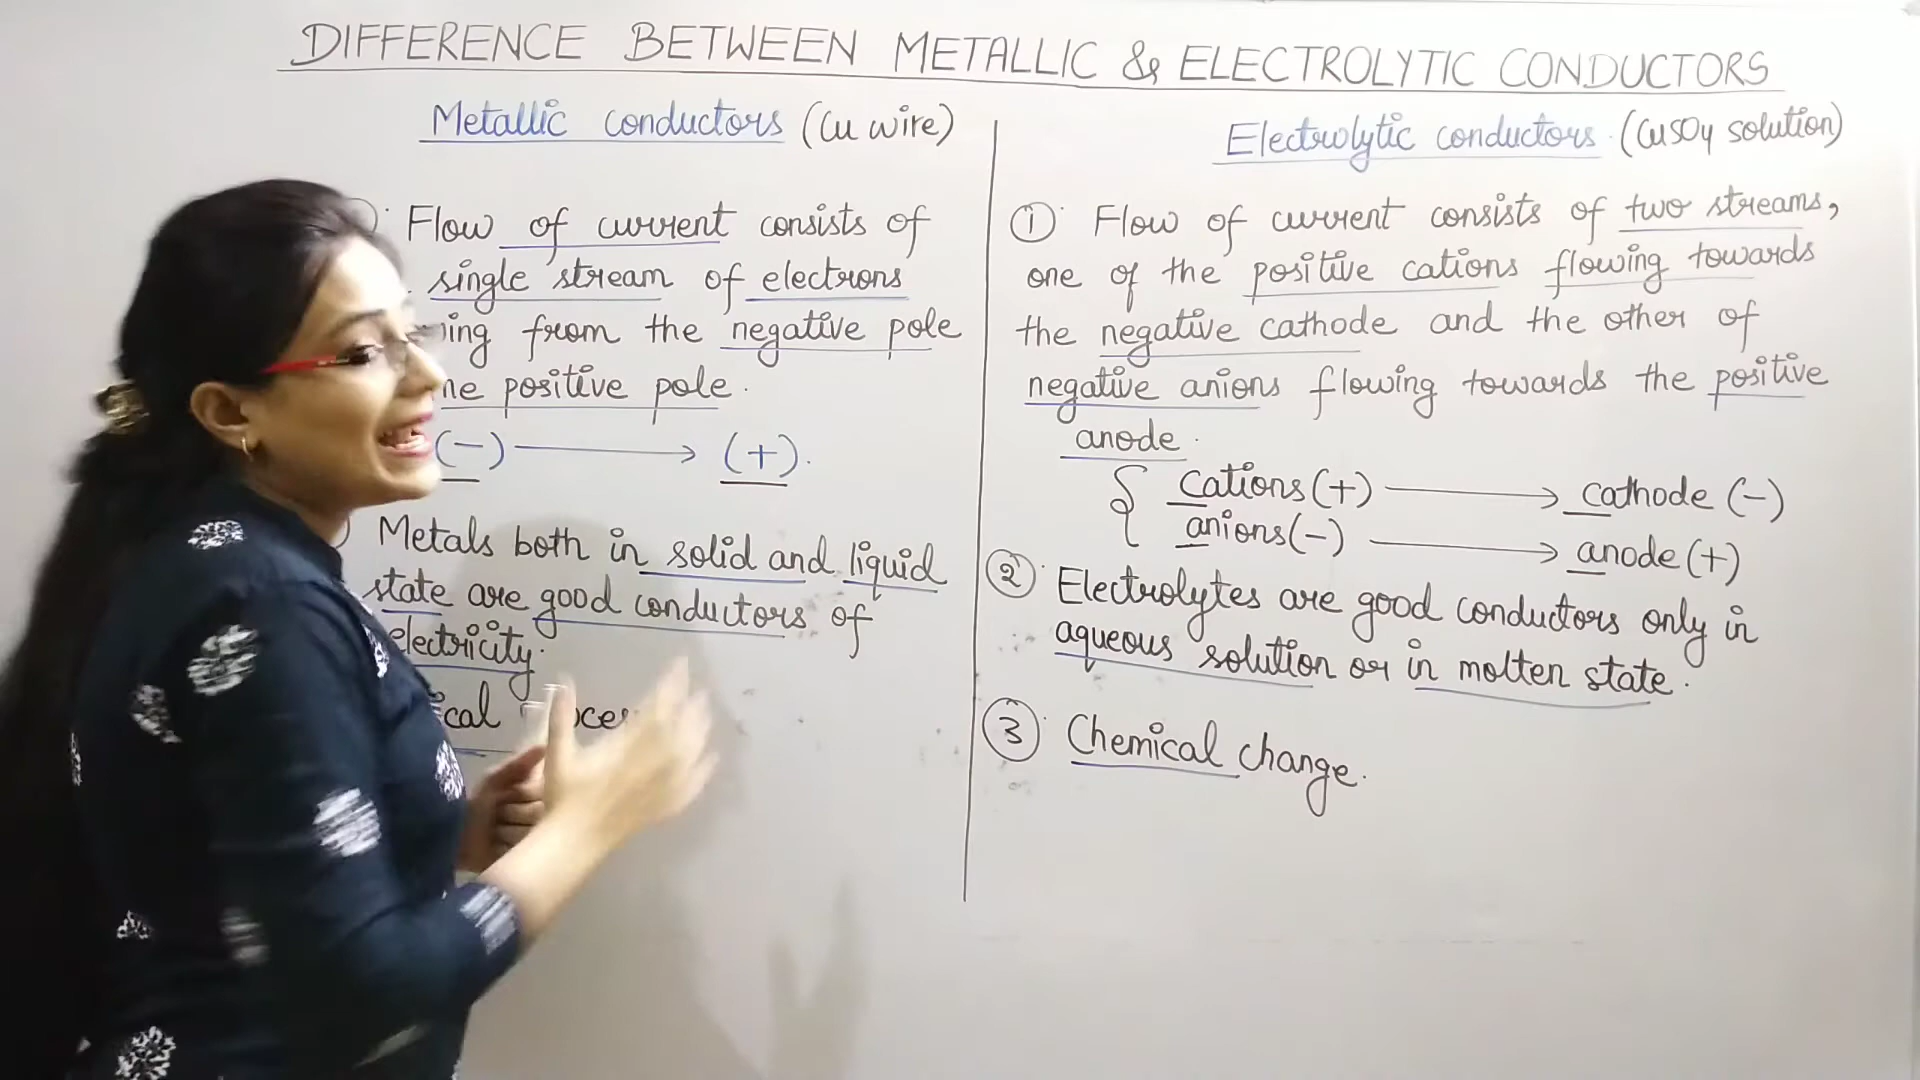 DIFFERENCE BETWEEN METALLIC & ELECTROLYTIC CONDUCTORS
Metallic conductors (Cu wire)
Flow of current consists of
single stream of electrons
from the negative pole
positive pole.
(-) → (+).
Metals both in solid and liquid
state are good conductors of
electricity.
Electrolytic conductors. (CuSO4 solution)
① Flow of current consists of two streams,
one of the positive cations flowing towards
the negative cathode and the other of
negative anions flowing towards the positive
anode.
{ cations (+) → cathode (-)
anions (-) → anode (+)
② Electrolytes are good conductors only in
aqueous solution or in molten state.
③ Chemical change.